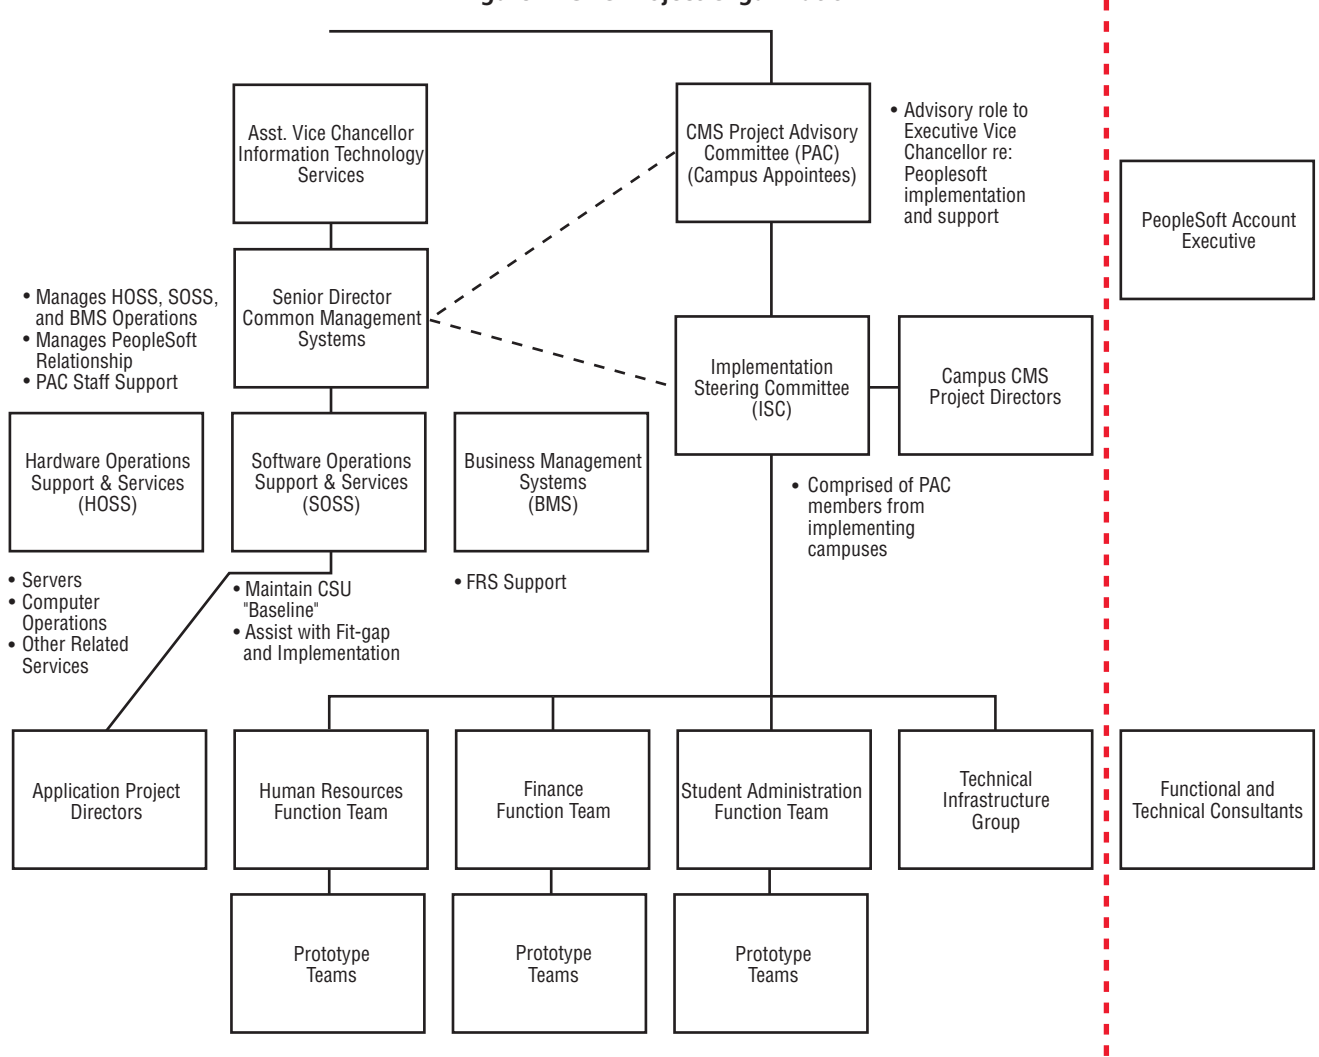 Asst. Vice Chancellor
Information Technology
Services
CMS Project Advisory
Committee (PAC)
(Campus Appointees)
• Advisory role to
Executive Vice
Chancellor re:
Peoplesoft
implementation
and support
PeopleSoft Account
Executive
• Manages HOSS, SOSS,
and BMS Operations
• Manages PeopleSoft
Relationship
• PAC Staff Support
Senior Director
Common Management
Systems
Implementation
Steering Committee
(ISC)
Campus CMS
Project Directors
Hardware Operations
Support & Services
(HOSS)
Software Operations
Support & Services
(SOSS)
Business Management
Systems
(BMS)
• Comprised of PAC
members from
implementing
campuses
• Servers
• Computer
Operations
• Other Related
Services
• Maintain CSU
"Baseline"
• Assist with Fit-gap
and Implementation
• FRS Support
Application Project
Directors
Human Resources
Function Team
Finance
Function Team
Student Administration
Function Team
Technical
Infrastructure
Group
Functional and
Technical Consultants
Prototype
Teams
Prototype
Teams
Prototype
Teams